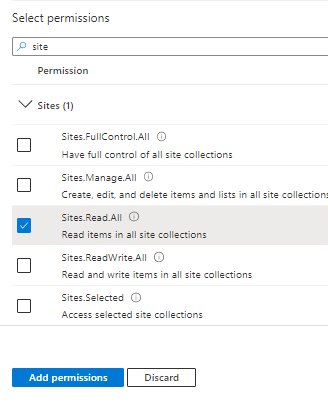 Select permissions
site
Permission
Sites (1)
Sites.FullControl.All
Have full control of all site collections
Sites.Manage.All
Create, edit, and delete items and lists in all site collections
Sites.Read.All
Read items in all site collections
Sites.ReadWrite.All
Read and write items in all site collections
Sites.Selected
Access selected site collections
Add permissions
Discard